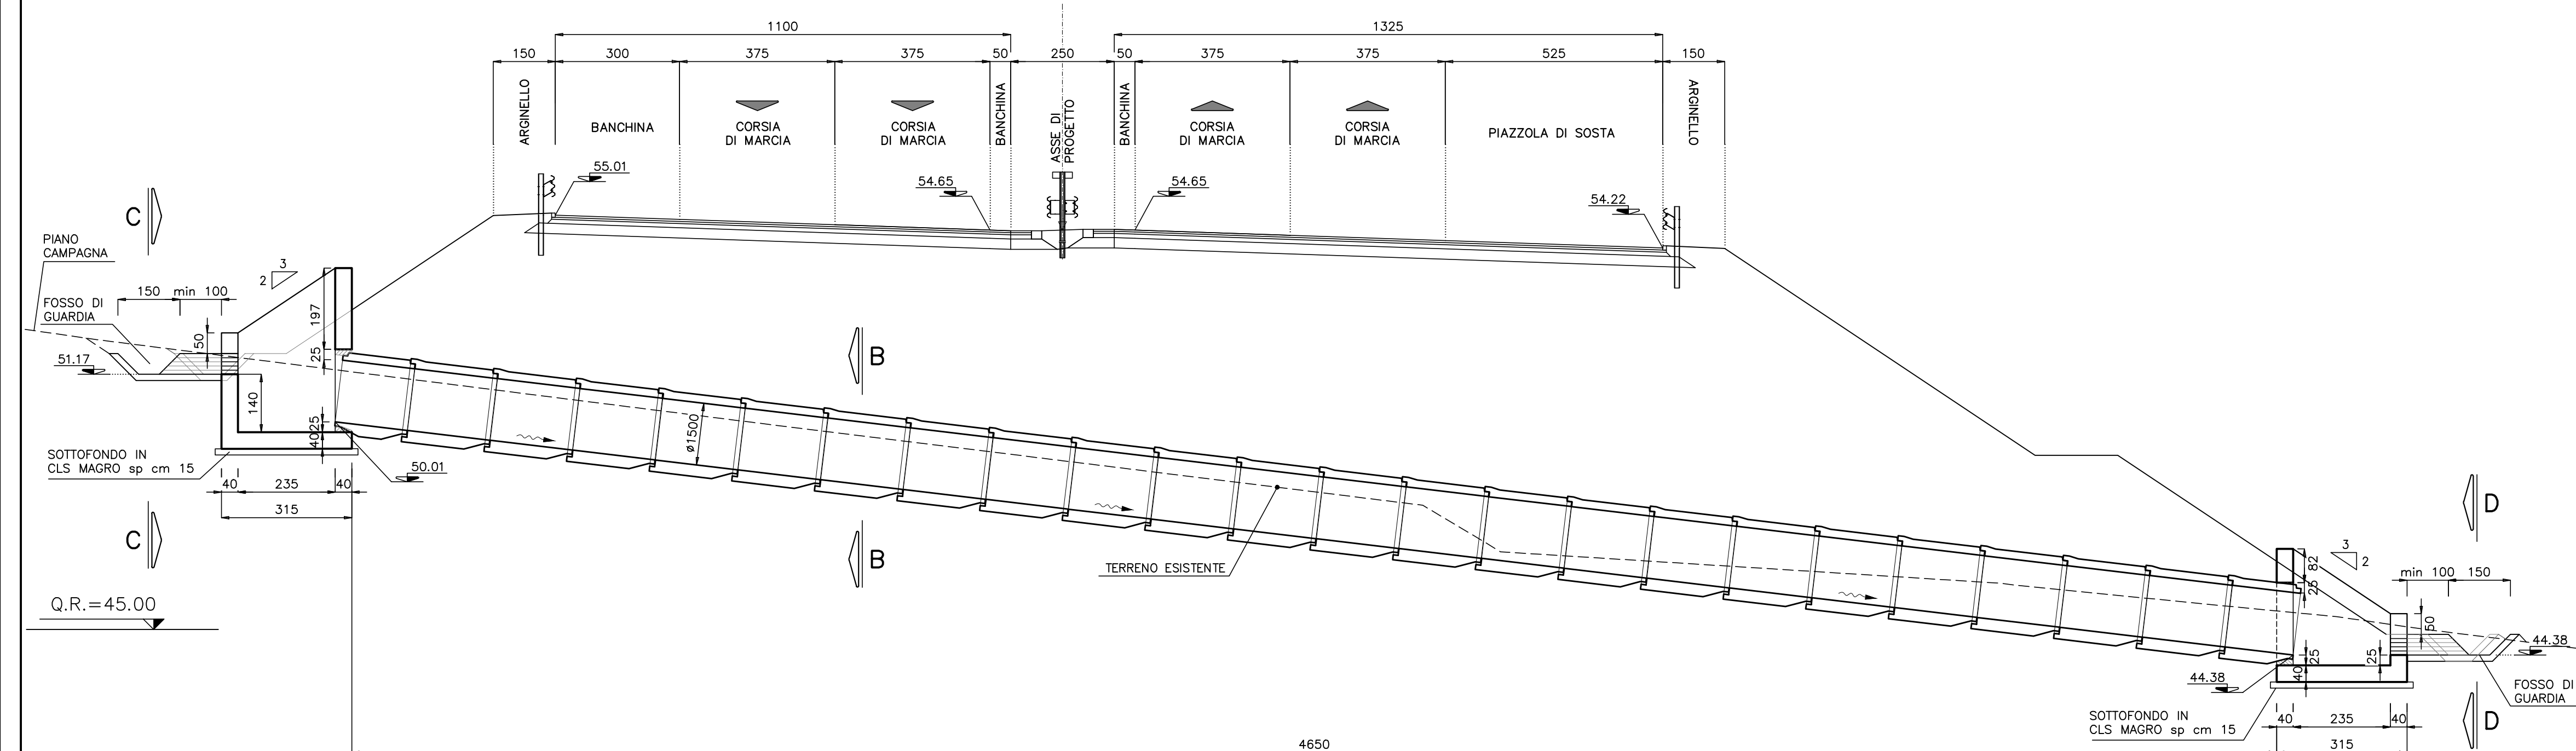 1100
1325
150
300
375
375
50
250
50
375
375
525
150
ARGINELLO
BANCHINA
CORSIA
DI MARCIA
CORSIA
DI MARCIA
BANCHINA
ASSE DI
PROGETTO
BANCHINA
CORSIA
DI MARCIA
CORSIA
DI MARCIA
PIAZZOLA DI SOSTA
ARGINELLO
55.01
54.65
54.65
54.22
C
PIANO
CAMPAGNA
3
2
150
min 100
FOSSO DI
GUARDIA
197
50
25
51.17
140
25
40
SOTTOFONDO IN
CLS MAGRO sp cm 15
50.01
40
235
40
315
C
Q.R.=45.00
B
ø1500
B
TERRENO ESISTENTE
D
3
2
82
25
min 100
150
50
44.38
25
25
40
44.38
FOSSO DI
GUARDIA
SOTTOFONDO IN
CLS MAGRO sp cm 15
40
235
40
315
D
4650